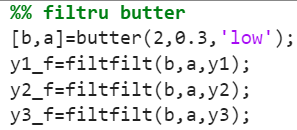 %% filtru butter
[b,a]=butter(2,0.3,'low');
y1_f=filtfilt(b,a,y1);
y2_f=filtfilt(b,a,y2);
y3_f=filtfilt(b,a,y3);